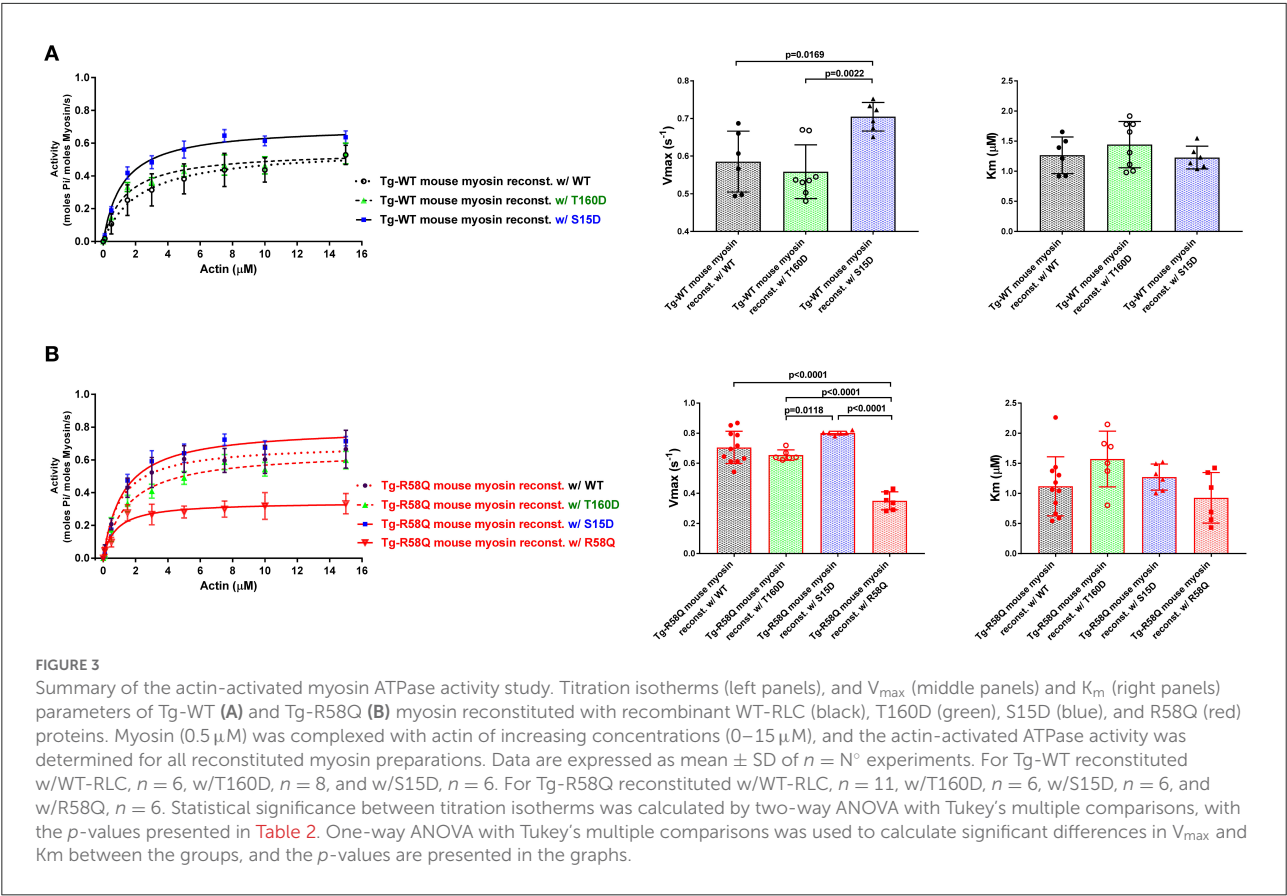 A
1.0
0.8
0.6
0.4
0.2
0.0
Activity
(moles Pi/ moles Myosin/s)
0 2 4 6 8 10 12 14 16
Actin (μM)
Tg-WT mouse myosin reconst. w/ WT
Tg-WT mouse myosin reconst. w/ T160D
Tg-WT mouse myosin reconst. w/ S15D
p=0.0169
p=0.0022
0.8
0.7
0.6
0.5
0.4
Vmax (s-1)
Tg-WT mouse myosin
reconst. w/ WT
Tg-WT mouse myosin
reconst. w/ T160D
Tg-WT mouse myosin
reconst. w/ S15D
2.5
2.0
1.5
1.0
0.5
0.0
Km (μM)
Tg-WT mouse myosin
reconst. w/ WT
Tg-WT mouse myosin
reconst. w/ T160D
Tg-WT mouse myosin
reconst. w/ S15D
B
1.0
0.8
0.6
0.4
0.2
0.0
Activity
(moles Pi/ moles Myosin/s)
0 2 4 6 8 10 12 14 16
Actin (μM)
Tg-R58Q mouse myosin reconst. w/ WT
Tg-R58Q mouse myosin reconst. w/ T160D
Tg-R58Q mouse myosin reconst. w/ S15D
Tg-R58Q mouse myosin reconst. w/ R58Q
p<0.0001
p<0.0001
p=0.0118 p<0.0001
1.0
0.8
0.6
0.4
0.2
0.0
Vmax (s-1)
Tg-R58Q mouse myosin
reconst. w/ WT
Tg-R58Q mouse myosin
reconst. w/ T160D
Tg-R58Q mouse myosin
reconst. w/ S15D
Tg-R58Q mouse myosin
reconst. w/ R58Q
2.5
2.0
1.5
1.0
0.5
0.0
Km (μM)
Tg-R58Q mouse myosin
reconst. w/ WT
Tg-R58Q mouse myosin
reconst. w/ T160D
Tg-R58Q mouse myosin
reconst. w/ S15D
Tg-R58Q mouse myosin
reconst. w/ R58Q
FIGURE 3
Summary of the actin-activated myosin ATPase activity study. Titration isotherms (left panels), and Vmax (middle panels) and Km (right panels)
parameters of Tg-WT (A) and Tg-R58Q (B) myosin reconstituted with recombinant WT-RLC (black), T160D (green), S15D (blue), and R58Q (red)
proteins. Myosin (0.5 μM) was complexed with actin of increasing concentrations (0–15 μM), and the actin-activated ATPase activity was
determined for all reconstituted myosin preparations. Data are expressed as mean ± SD of n = N° experiments. For Tg-WT reconstituted
w/WT-RLC, n = 6, w/T160D, n = 8, and w/S15D, n = 6. For Tg-R58Q reconstituted w/WT-RLC, n = 11, w/T160D, n = 6, w/S15D, n = 6, and
w/R58Q, n = 6. Statistical significance between titration isotherms was calculated by two-way ANOVA with Tukey's multiple comparisons, with
the p-values presented in Table 2. One-way ANOVA with Tukey's multiple comparisons was used to calculate significant differences in Vmax and
Km between the groups, and the p-values are presented in the graphs.